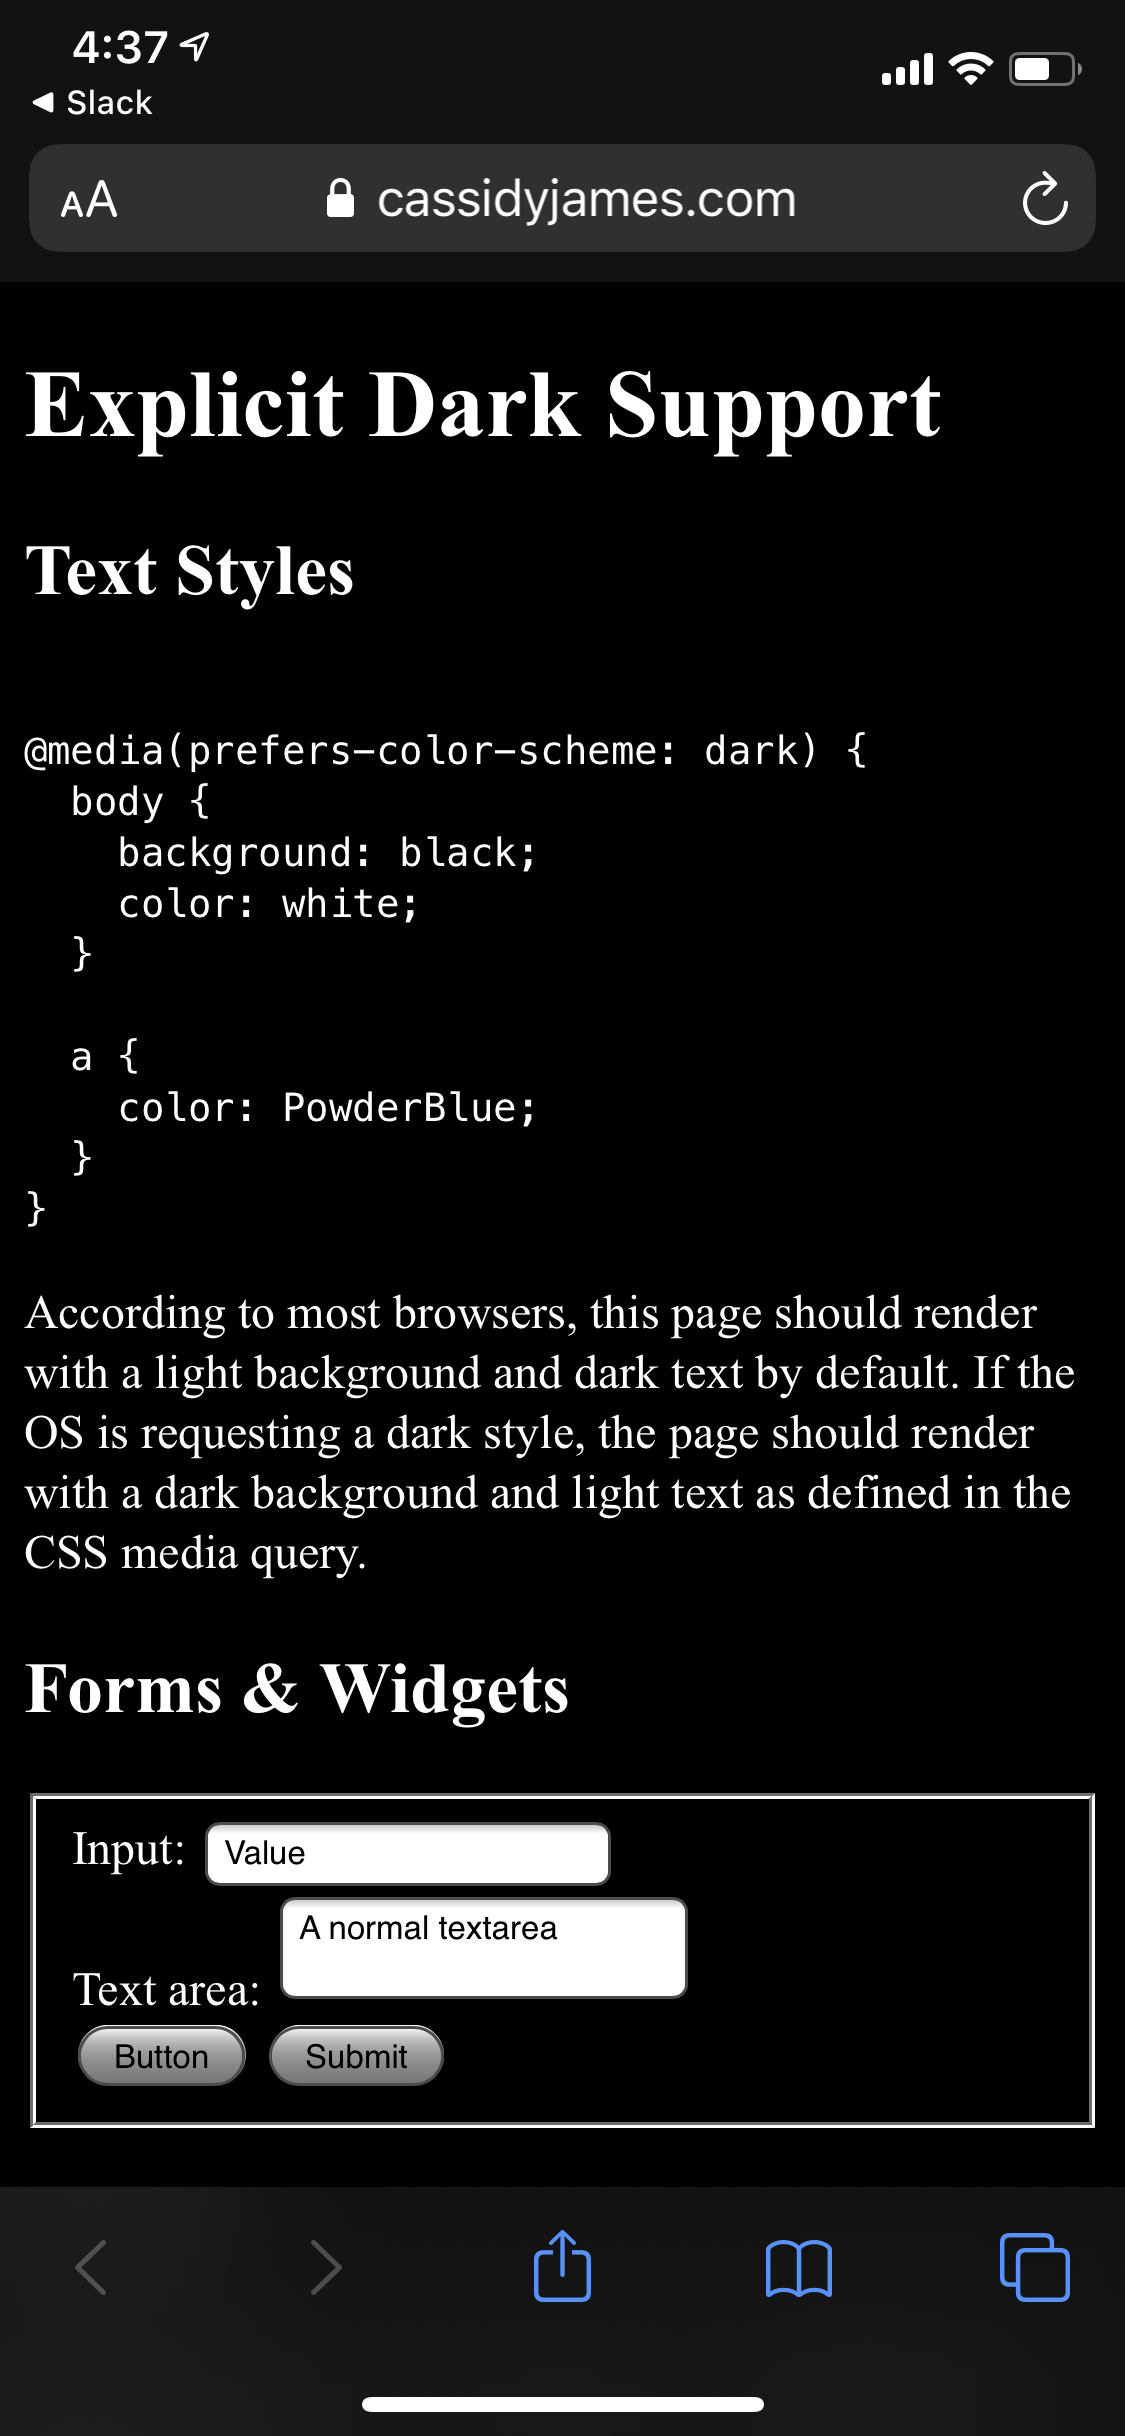 4:37
◀ Slack
AA cassidyjames.com
Explicit Dark Support
Text Styles
@media(prefers-color-scheme: dark) {
  body {
    background: black;
    color: white;
  }
  a {
    color: PowderBlue;
  }
}
According to most browsers, this page should render
with a light background and dark text by default. If the
OS is requesting a dark style, the page should render
with a dark background and light text as defined in the
CSS media query.
Forms & Widgets
Input: Value
A normal textarea
Text area:
Button Submit